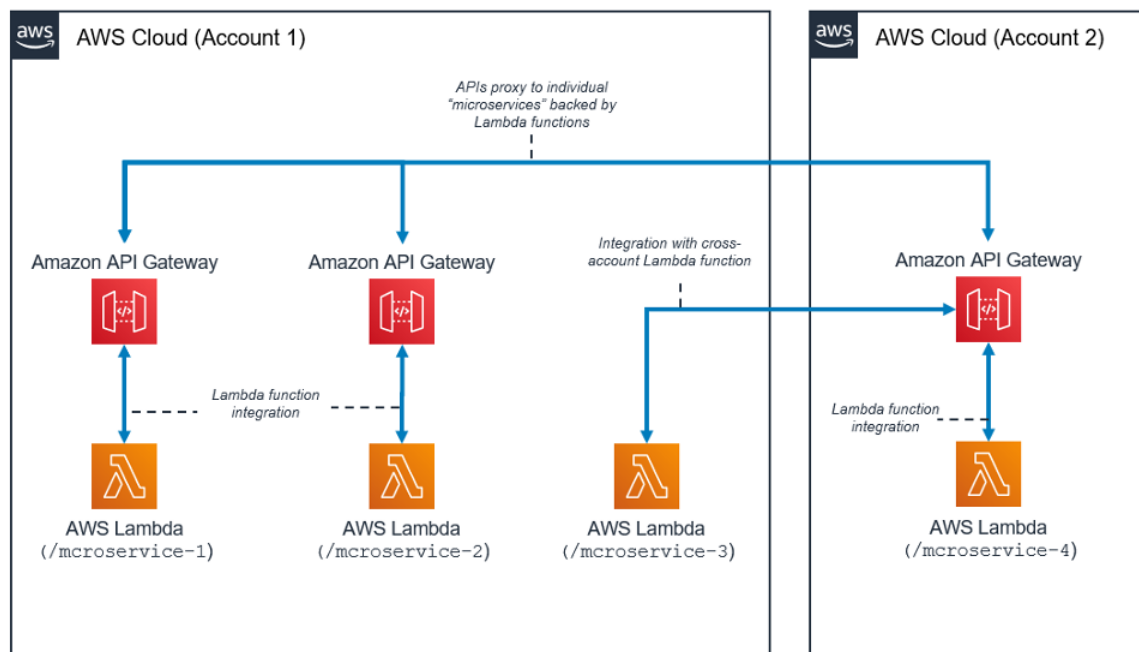 aws
AWS Cloud (Account 1)
aws
AWS Cloud (Account 2)
APIs proxy to individual
“microservices” backed by
Lambda functions
Amazon API Gateway
</>
Amazon API Gateway
</>
Integration with cross-
account Lambda function
Amazon API Gateway
</>
Lambda function
integration
Lambda function
integration
AWS Lambda
(/mcroservice-1)
AWS Lambda
(/mcroservice-2)
AWS Lambda
(/mcroservice-3)
AWS Lambda
(/mcroservice-4)